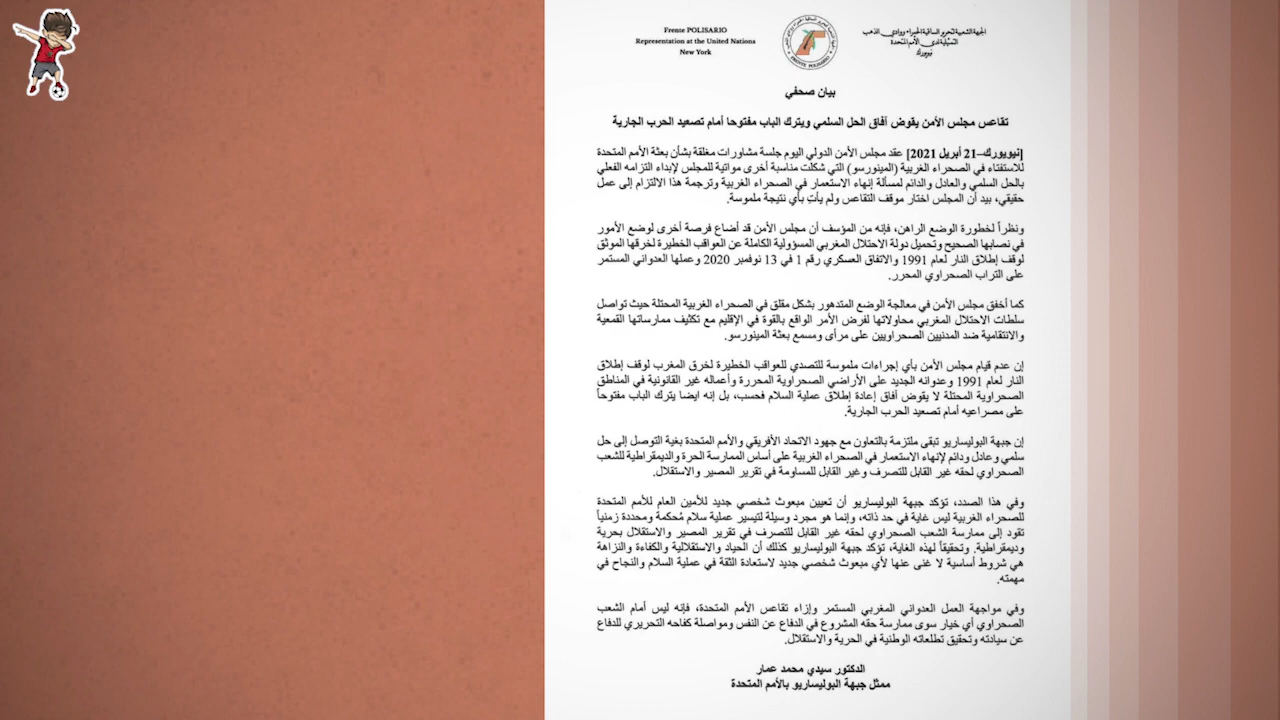 Frente POLISARIO
Representation at the United Nations
New York
الجبهة الشعبية لتحرير الساقية الحمراء ووادي الذهب
الممثلية لدى الأمم المتحدة
نيويورك
FRENTE POLISARIO
بيان صحفي
تقاعس مجلس الأمن يقوض آفاق الحل السلمي ويترك الباب مفتوحا أمام تصعيد الحرب الجارية
[نيويورك–21 أبريل 2021] عقد مجلس الأمن الدولي اليوم جلسة مشاورات مغلقة بشأن بعثة الأمم المتحدة
للاستفتاء في الصحراء الغربية (المينورسو) التي شكلت مناسبة أخرى مواتية للمجلس لإبداء التزامه الفعلي
بالحل السلمي والعادل والدائم لمسألة إنهاء الاستعمار في الصحراء الغربية وترجمة هذا الالتزام إلى عمل
حقيقي، بيد أن المجلس اختار موقف التقاعس ولم يأتِ بأي نتيجة ملموسة.
ونظراً لخطورة الوضع الراهن، فإنه من المؤسف أن مجلس الأمن قد أضاع فرصة أخرى لوضع الأمور
في نصابها الصحيح وتحميل دولة الاحتلال المغربي المسؤولية الكاملة عن العواقب الخطيرة لخرقها الموثق
لوقف إطلاق النار لعام 1991 والاتفاق العسكري رقم 1 في 13 نوفمبر 2020 وعملها العدواني المستمر
على التراب الصحراوي المحرر.
كما أخفق مجلس الأمن في معالجة الوضع المتدهور بشكل مقلق في الصحراء الغربية المحتلة حيث تواصل
سلطات الاحتلال المغربي محاولاتها لفرض الأمر الواقع بالقوة في الإقليم مع تكثيف ممارساتها القمعية
والانتقامية ضد المدنيين الصحراويين على مرأى ومسمع بعثة المينورسو.
إن عدم قيام مجلس الأمن بأي إجراءات ملموسة للتصدي للعواقب الخطيرة لخرق المغرب لوقف إطلاق
النار لعام 1991 وعدوانه الجديد على الأراضي الصحراوية المحررة وأعماله غير القانونية في المناطق
الصحراوية المحتلة لا يقوض آفاق إعادة إطلاق عملية السلام فحسب، بل إنه ايضا يترك الباب مفتوحاً
على مصراعيه أمام تصعيد الحرب الجارية.
إن جبهة البوليساريو تبقى ملتزمة بالتعاون مع جهود الاتحاد الأفريقي والأمم المتحدة بغية التوصل إلى حل
سلمي وعادل ودائم لإنهاء الاستعمار في الصحراء الغربية على أساس الممارسة الحرة والديمقراطية للشعب
الصحراوي لحقه غير القابل للتصرف وغير القابل للمساومة في تقرير المصير والاستقلال.
وفي هذا الصدد، تؤكد جبهة البوليساريو أن تعيين مبعوث شخصي جديد للأمين العام للأمم المتحدة
للصحراء الغربية ليس غاية في حد ذاته، وإنما هو مجرد وسيلة لتيسير عملية سلام مُحكمة ومحددة زمنياً
تقود إلى ممارسة الشعب الصحراوي لحقه غير القابل للتصرف في تقرير المصير والاستقلال بحرية
وديمقراطية. وتحقيقاً لهذه الغاية، تؤكد جبهة البوليساريو كذلك أن الحياد والاستقلالية والكفاءة والنزاهة
هي شروط أساسية لا غنى عنها لأي مبعوث شخصي جديد لاستعادة الثقة في عملية السلام والنجاح في
مهمته.
وفي مواجهة العمل العدواني المغربي المستمر وإزاء تقاعس الأمم المتحدة، فإنه ليس أمام الشعب
الصحراوي أي خيار سوى ممارسة حقه المشروع في الدفاع عن النفس ومواصلة كفاحه التحريري للدفاع
عن سيادته وتحقيق تطلعاته الوطنية في الحرية والاستقلال.
الدكتور سيدي محمد عمار
ممثل جبهة البوليساريو بالأمم المتحدة